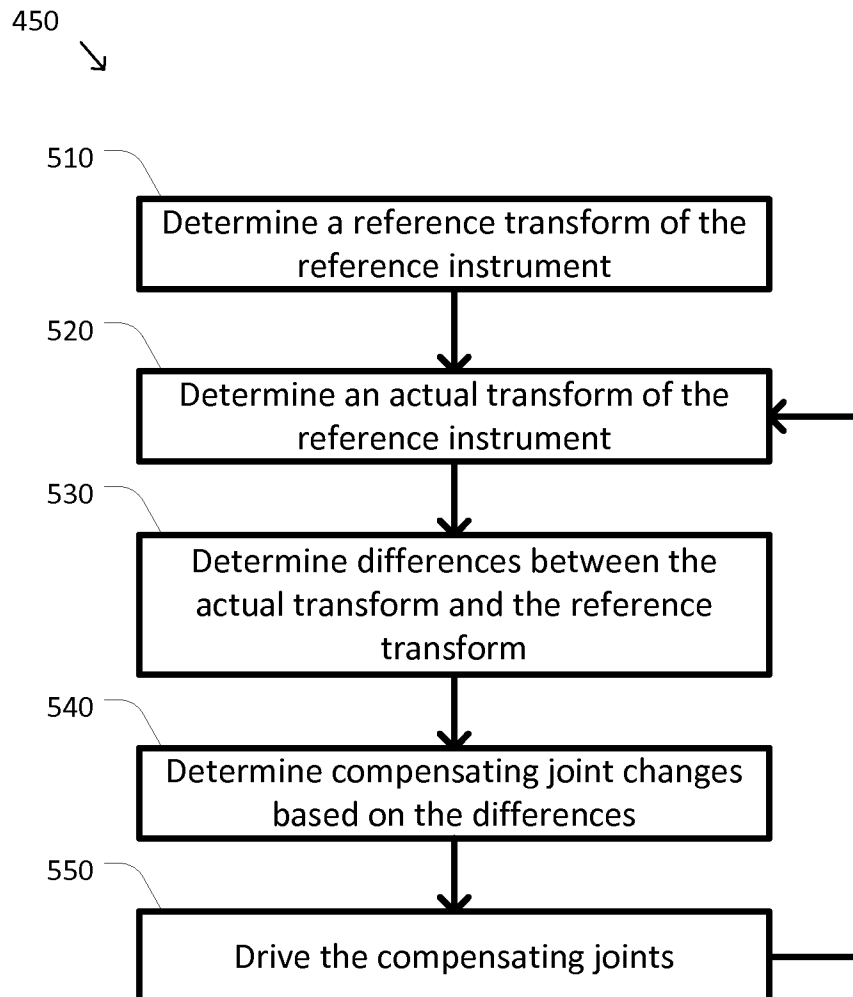 450
510
Determine a reference transform of the
reference instrument
520
Determine an actual transform of the
reference instrument
530
Determine differences between the
actual transform and the reference
transform
540
Determine compensating joint changes
based on the differences
550
Drive the compensating joints